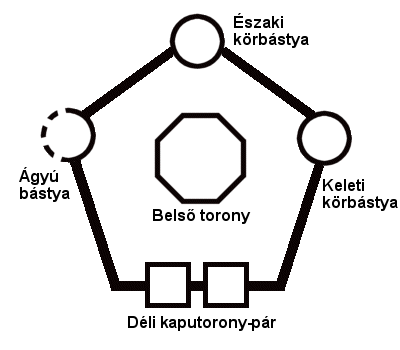 Északi
körbástya
Ágyú
bástya
Belső torony
Keleti
körbástya
Déli kaputorony-pár